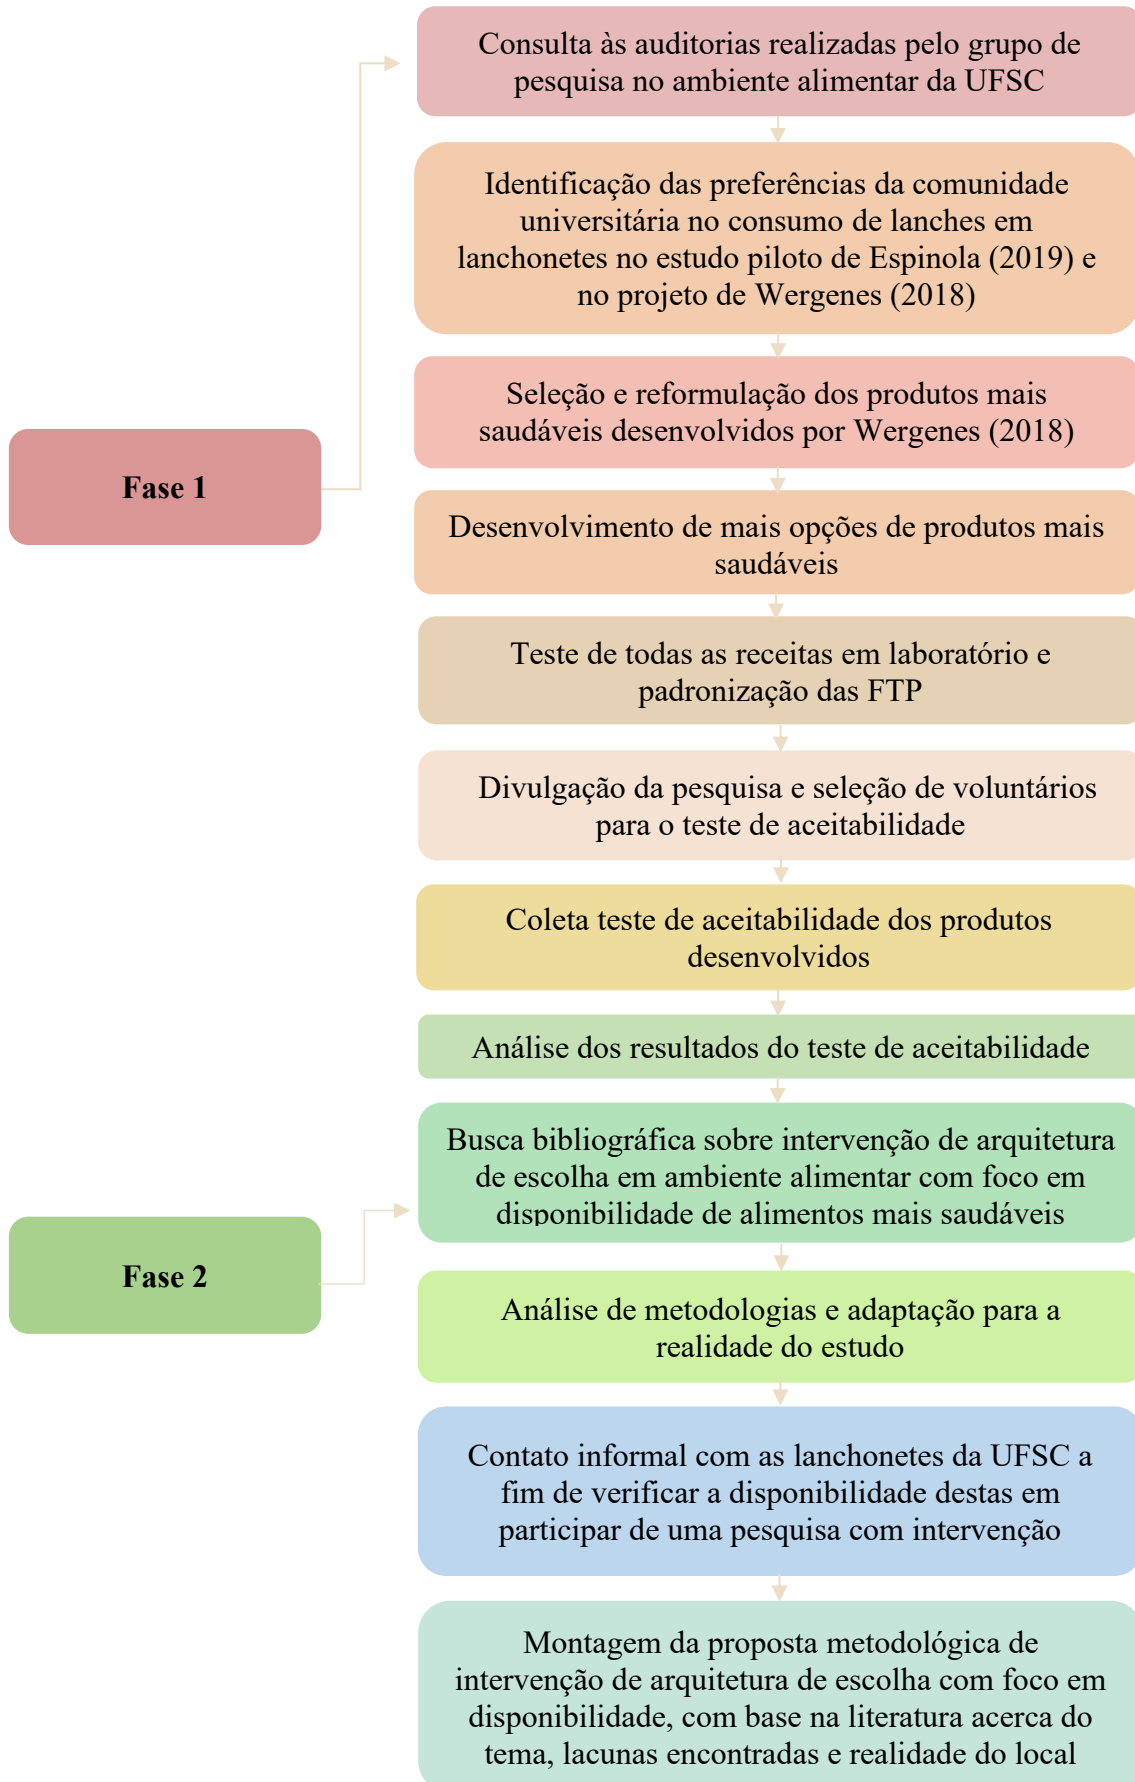 Consulta às auditorias realizadas pelo grupo de
pesquisa no ambiente alimentar da UFSC
Identificação das preferências da comunidade
universitária no consumo de lanches em
lanchonetes no estudo piloto de Espinola (2019) e
no projeto de Wergenes (2018)
Seleção e reformulação dos produtos mais
saudáveis desenvolvidos por Wergenes (2018)
Fase 1
Desenvolvimento de mais opções de produtos mais
saudáveis
Teste de todas as receitas em laboratório e
padronização das FTP
Divulgação da pesquisa e seleção de voluntários
para o teste de aceitabilidade
Coleta teste de aceitabilidade dos produtos
desenvolvidos
Análise dos resultados do teste de aceitabilidade
Busca bibliográfica sobre intervenção de arquitetura
de escolha em ambiente alimentar com foco em
disponibilidade de alimentos mais saudáveis
Fase 2
Análise de metodologias e adaptação para a
realidade do estudo
Contato informal com as lanchonetes da UFSC a
fim de verificar a disponibilidade destas em
participar de uma pesquisa com intervenção
Montagem da proposta metodológica de
intervenção de arquitetura de escolha com foco em
disponibilidade, com base na literatura acerca do
tema, lacunas encontradas e realidade do local